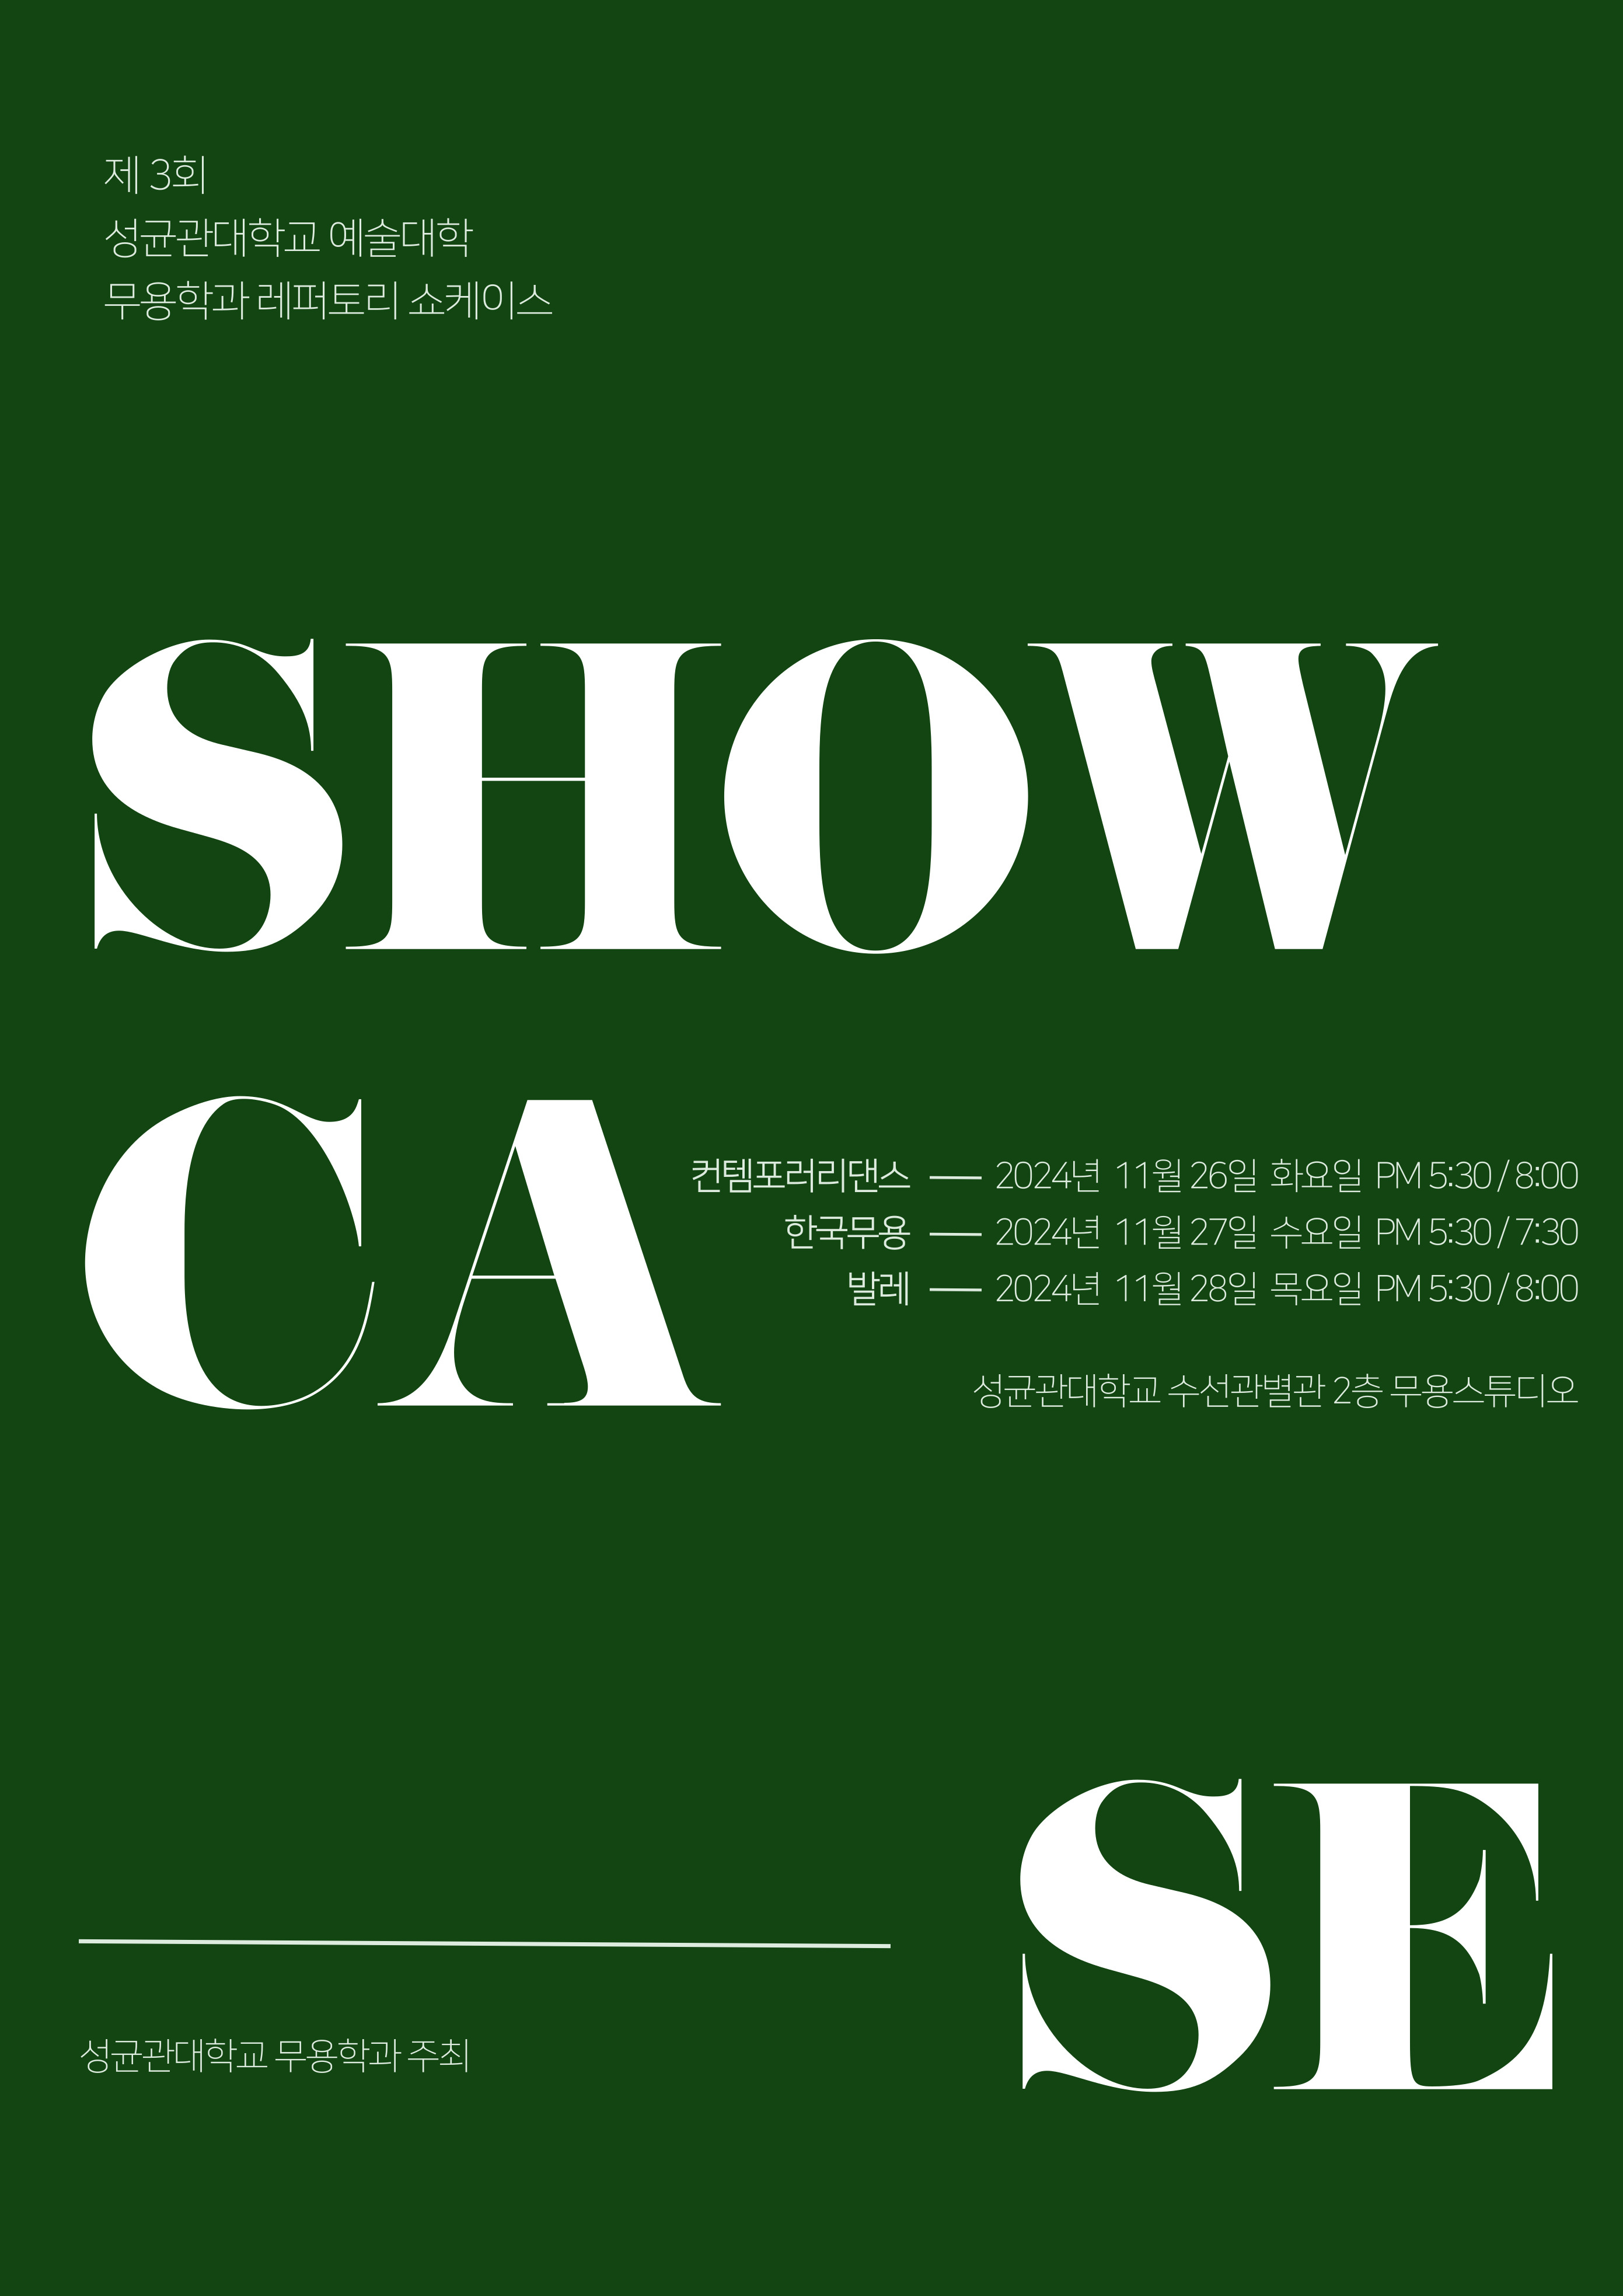 제 3회
성균관대학교 예술대학
무용학과 레퍼토리 쇼케이스
SHOW
CA
컨템포러리댄스 — 2024년 11월 26일 화요일 PM 5:30 / 8:00
한국무용 — 2024년 11월 27일 수요일 PM 5:30 / 7:30
발레 — 2024년 11월 28일 목요일 PM 5:30 / 8:00
성균관대학교 수선관별관 2층 무용스튜디오
SE
성균관대학교 무용학과 주최